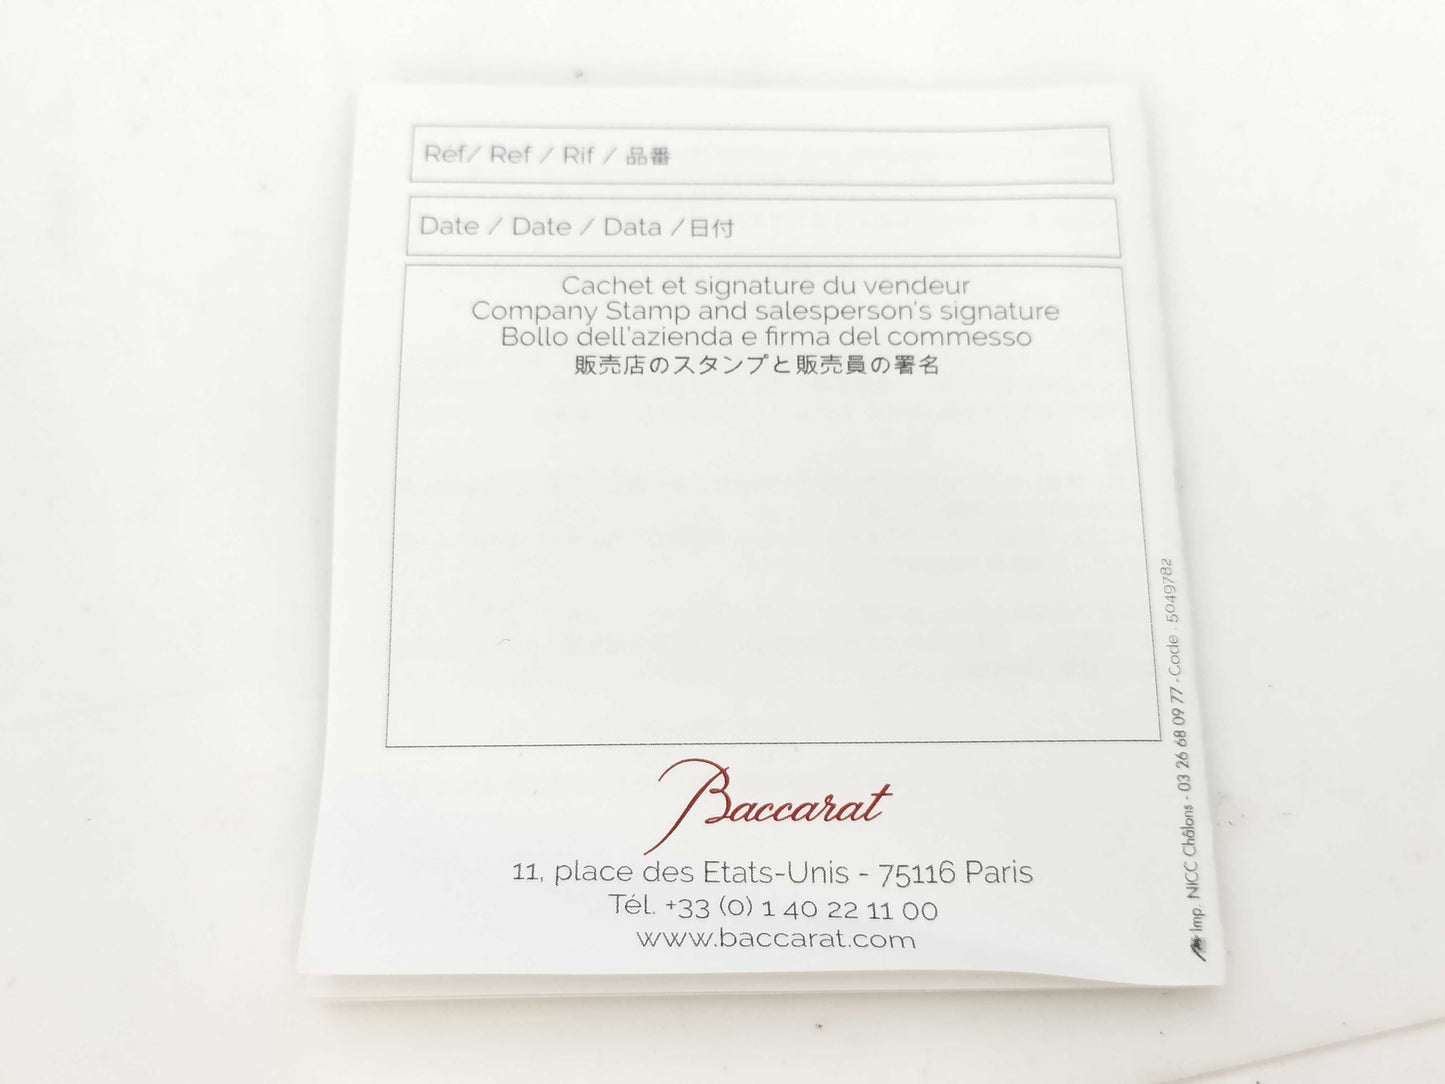 Réf/ Ref / Rif / 品番
Date / Date / Data /日付
Cachet et signature du vendeur
Company Stamp and salesperson's signature
Bollo dell'azienda e firma del commesso
販売店のスタンプと販売員の署名
Baccarat
11, place des Etats-Unis - 75116 Paris
Tél. +33 (0) 1 40 22 11 00
www.baccarat.com
Imp. NICC Châlons - 03 26 68 09 77 - Code : 5049782